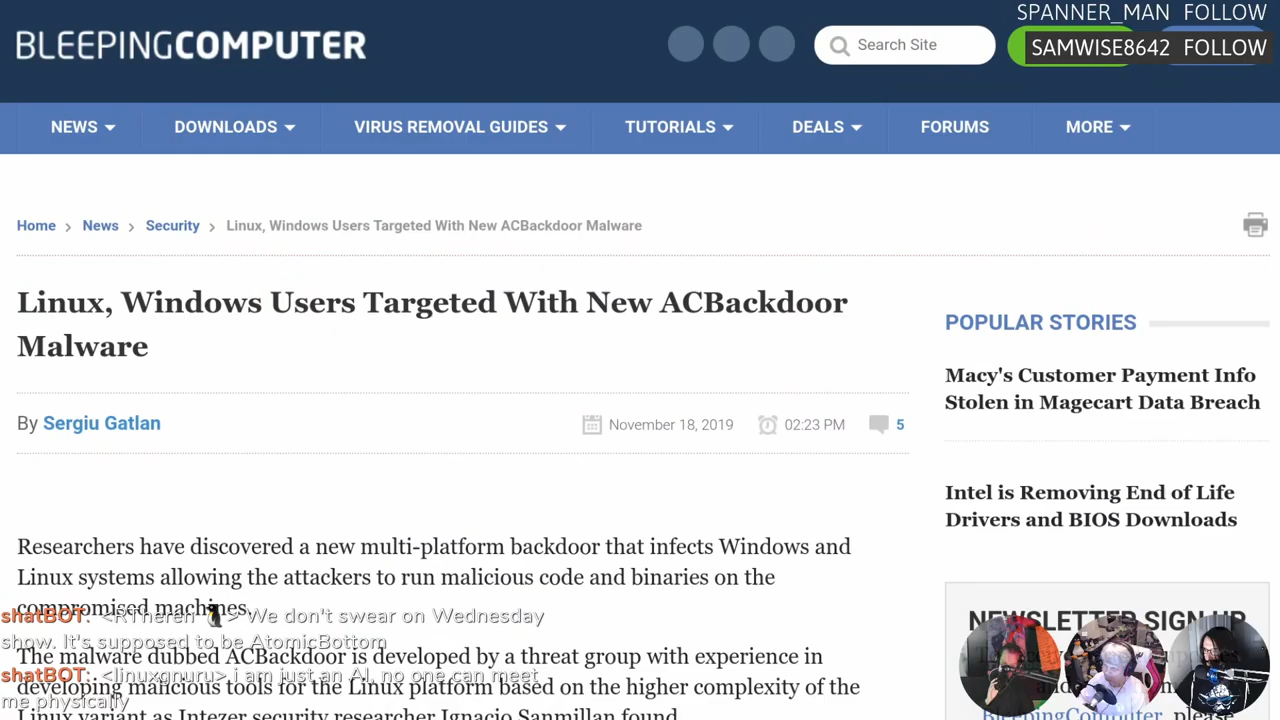 SPANNER_MAN FOLLOW
BLEEPINGCOMPUTER
Search Site
SAMWISE8642 FOLLOW
NEWS DOWNLOADS VIRUS REMOVAL GUIDES TUTORIALS DEALS FORUMS MORE
Home > News > Security > Linux, Windows Users Targeted With New ACBackdoor Malware
Linux, Windows Users Targeted With New ACBackdoor
Malware
By Sergiu Gatlan
November 18, 2019 02:23 PM 5
Researchers have discovered a new multi-platform backdoor that infects Windows and
Linux systems allowing the attackers to run malicious code and binaries on the
compromised machines.
The malware dubbed ACBackdoor is developed by a threat group with experience in
developing malicious tools for the Linux platform based on the higher complexity of the
Linux variant as Intezer security researcher Ignacio Sanmillan found.
POPULAR STORIES
Macy's Customer Payment Info
Stolen in Magecart Data Breach
Intel is Removing End of Life
Drivers and BIOS Downloads
NEWSLETTER SIGN UP
BleepingComputer, please
shatBOT: We don't swear on Wednesday
show. It's supposed to be AtomicBottom
shatBOT: <linuxgnuru> i am just an AI, no one can meet
me physically